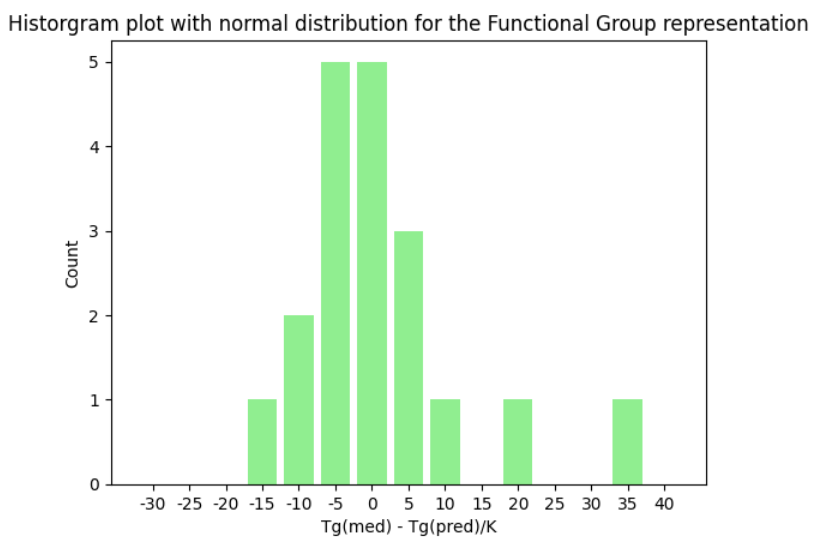 Historgram plot with normal distribution for the Functional Group representation
5
4
3
2
1
0
Count
-30 -25 -20 -15 -10 -5 0 5 10 15 20 25 30 35 40
Tg(med) - Tg(pred)/K